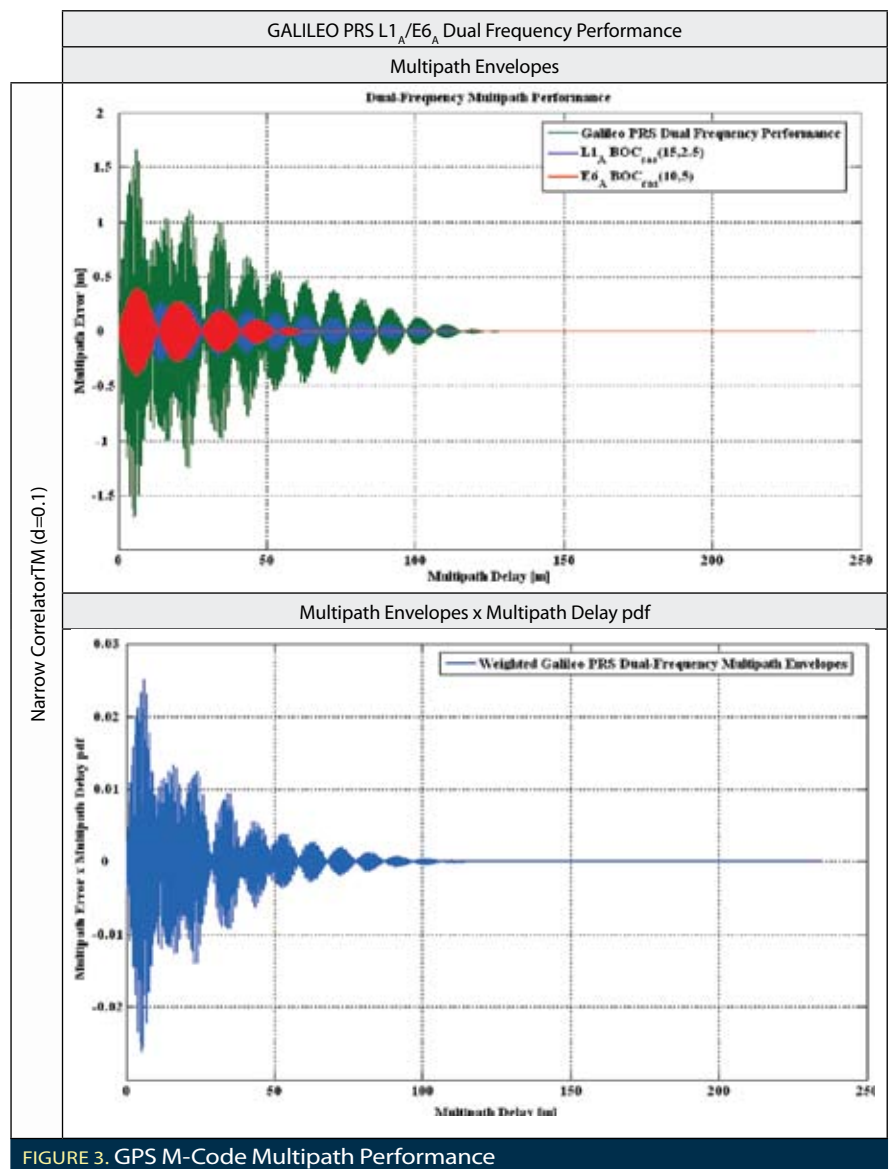 GALILEO PRS L1A/E6A Dual Frequency Performance
Multipath Envelopes
Narrow CorrelatorTM (d=0.1)
Dual-Frequency Multipath Performance
Galileo PRS Dual Frequency Performance
L1A BOCcos(15,2.5)
E6A BOCcos(10,5)
Multipath Error [m]
2
1.5
1
0.5
0
-0.5
-1
-1.5
0 50 100 150 200 250
Multipath Delay [m]
Multipath Envelopes x Multipath Delay pdf
Weighted Galileo PRS Dual-Frequency Multipath Envelopes
Multipath Error x Multipath Delay pdf
0.03
0.02
0.01
0
-0.01
-0.02
0 50 100 150 200 250
Multipath Delay [m]
FIGURE 3. GPS M-Code Multipath Performance